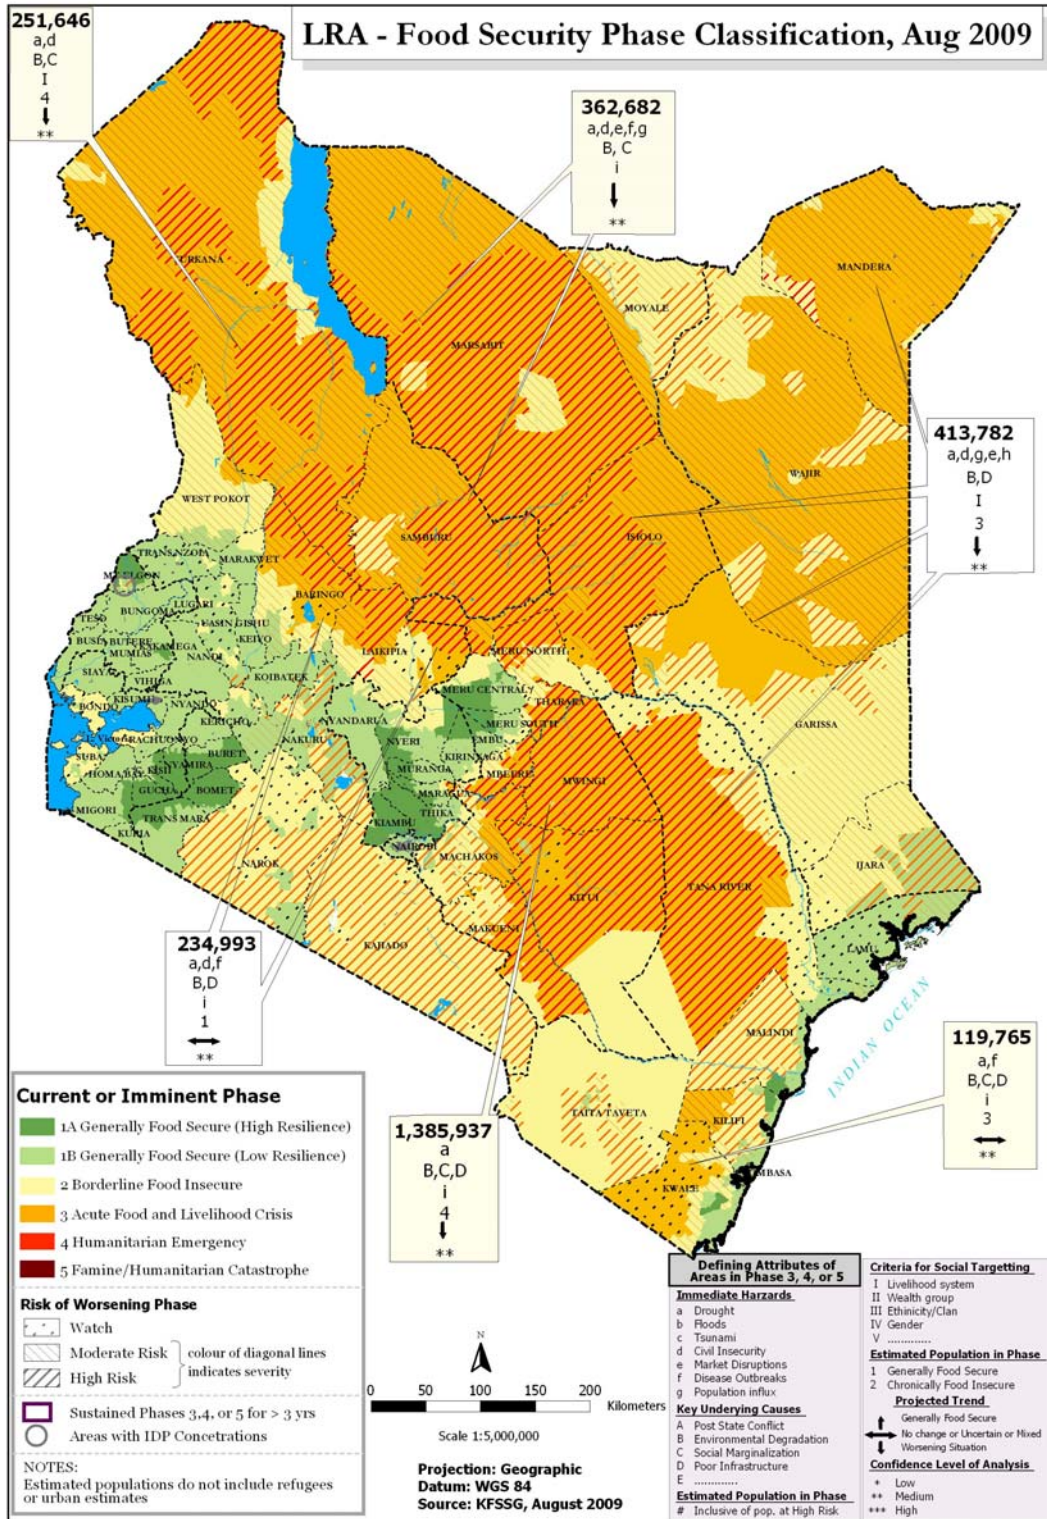 LRA - Food Security Phase Classification, Aug 2009
251,646
a,d
B,C
I
4
**
362,682
a,d,e,f,g
B, C
i
**
413,782
a,d,g,e,h
B,D
I
3
**
234,993
a,d,f
B,D
i
1
**
1,385,937
a
B,C,D
i
4
**
119,765
a,f
B,C,D
i
3
**
MANDERA
MOYALE
MARSABIT
WAJIR
WEST POKOT
SAMBURU
ISIOLO
TRANS NZOIA
MARAKWET
MT ELGON
BARINGO
LUGARI
BUNGOMA
TESO
UASIN GISHU
BUSIA
BUTERE
KAKAMEGA
KEIYO
MUMIAS
NANDI
LAIKIPIA
MERU NORTH
SIAYA
VIHIGA
KOIBATEK
MERU CENTRAL
THARAKA
KISUMU
NYANDO
BONDO
KERICHO
NYANDARUA
MERU SOUTH
GARISSA
RACHUONYO
NAKURU
NYERI
EMBU
SUBA
BURET
KIRINYAGA
HOMA BAY
KISII
NYAMIRA
MURANGA
MBEERE
MWINGI
GUCHA
BOMET
MARAGUA
MIGORI
TRANS MARA
THIKA
KIAMBU
KURIA
NAIROBI
MACHAKOS
NAROK
IJARA
TANA RIVER
KITUI
MAKUENI
LAMU
KAJIADO
MALINDI
INDIAN OCEAN
TAITA TAVETA
KILIFI
KWALE
MBASA
Current or Imminent Phase
1A Generally Food Secure (High Resilience)
1B Generally Food Secure (Low Resilience)
2 Borderline Food Insecure
3 Acute Food and Livelihood Crisis
4 Humanitarian Emergency
5 Famine/Humanitarian Catastrophe
Risk of Worsening Phase
Watch
Moderate Risk
High Risk
colour of diagonal lines
indicates severity
Sustained Phases 3,4, or 5 for > 3 yrs
Areas with IDP Concetrations
NOTES:
Estimated populations do not include refugees
or urban estimates
N
0 50 100 150 200
Kilometers
Scale 1:5,000,000
Projection: Geographic
Datum: WGS 84
Source: KFSSG, August 2009
Defining Attributes of
Areas in Phase 3, 4, or 5
Immediate Harzards
a Drought
b Floods
c Tsunami
d Civil Insecurity
e Market Disruptions
f Disease Outbreaks
g Population influx
Key Underlying Causes
A Post State Conflict
B Environmental Degradation
C Social Marginalization
D Poor Infrastructure
E .............
Estimated Population in Phase
# Inclusive of pop. at High Risk
Criteria for Social Targetting
I Livelihood system
II Wealth group
III Ethinicity/Clan
IV Gender
V .............
Estimated Population in Phase
1 Generally Food Secure
2 Chronically Food Insecure
Projected Trend
Generally Food Secure
No change or Uncertain or Mixed
Worsening Situation
Confidence Level of Analysis
* Low
** Medium
*** High